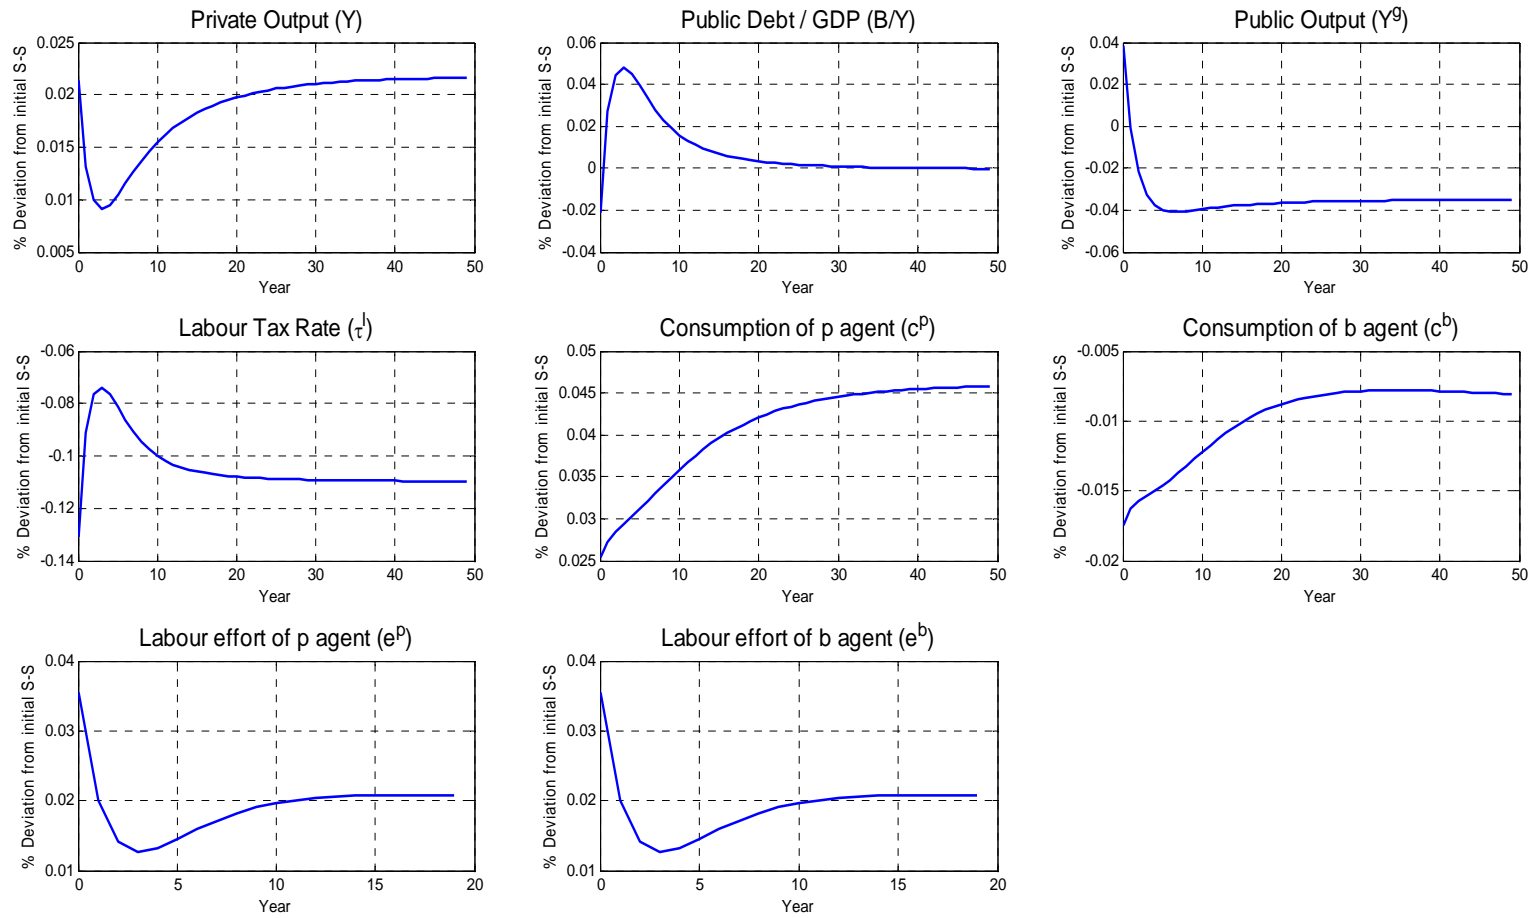 Private Output (Y)
% Deviation from initial S-S
0.025
0.02
0.015
0.01
0.005
0 10 20 30 40 50
Year
Public Debt / GDP (B/Y)
% Deviation from initial S-S
0.06
0.04
0.02
0
-0.02
-0.04
0 10 20 30 40 50
Year
Public Output (Y^g)
% Deviation from initial S-S
0.04
0.02
0
-0.02
-0.04
-0.06
0 10 20 30 40 50
Year
Labour Tax Rate (τ^l)
% Deviation from initial S-S
-0.06
-0.08
-0.1
-0.12
-0.14
0 10 20 30 40 50
Year
Consumption of p agent (c^p)
% Deviation from initial S-S
0.05
0.045
0.04
0.035
0.03
0.025
0 10 20 30 40 50
Year
Consumption of b agent (c^b)
% Deviation from initial S-S
-0.005
-0.01
-0.015
-0.02
0 10 20 30 40 50
Year
Labour effort of p agent (e^p)
% Deviation from initial S-S
0.04
0.03
0.02
0.01
0 5 10 15 20
Year
Labour effort of b agent (e^b)
% Deviation from initial S-S
0.04
0.03
0.02
0.01
0 5 10 15 20
Year